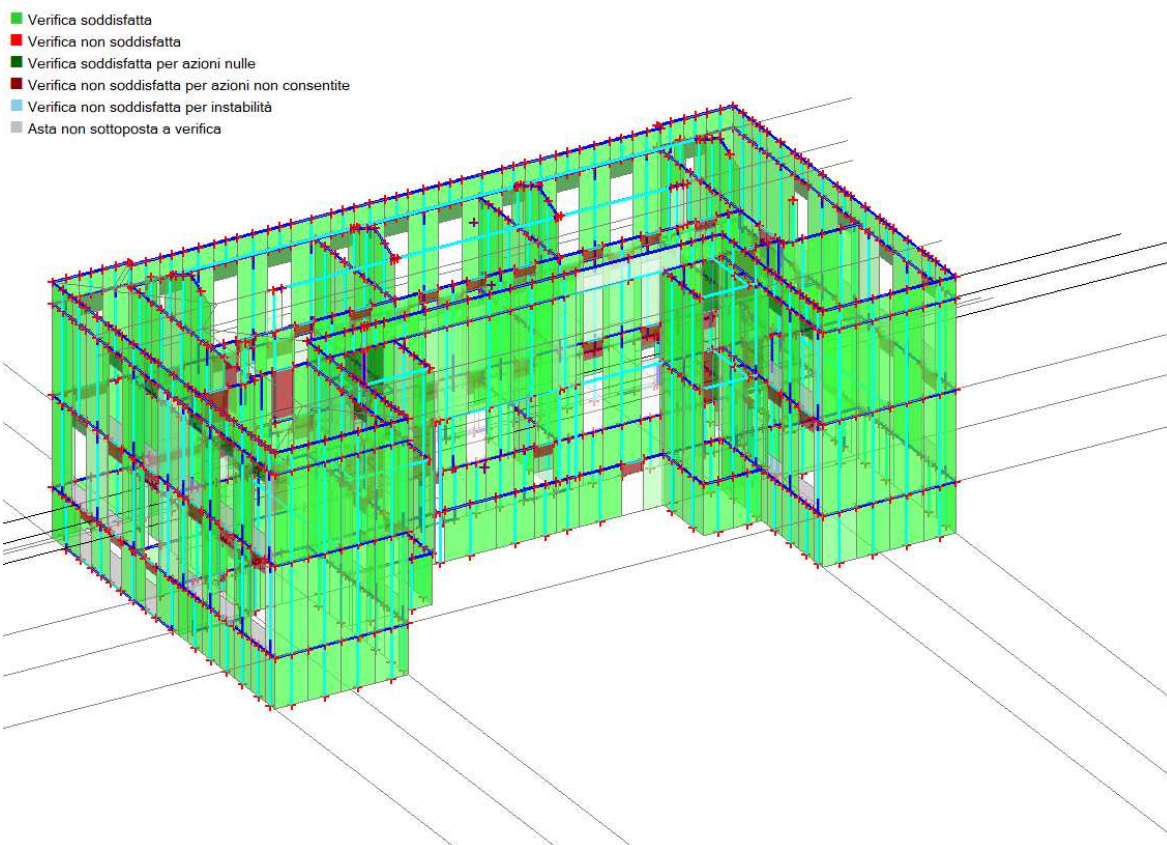 Verifica soddisfatta
Verifica non soddisfatta
Verifica soddisfatta per azioni nulle
Verifica non soddisfatta per azioni non consentite
Verifica non soddisfatta per instabilità
Asta non sottoposta a verifica